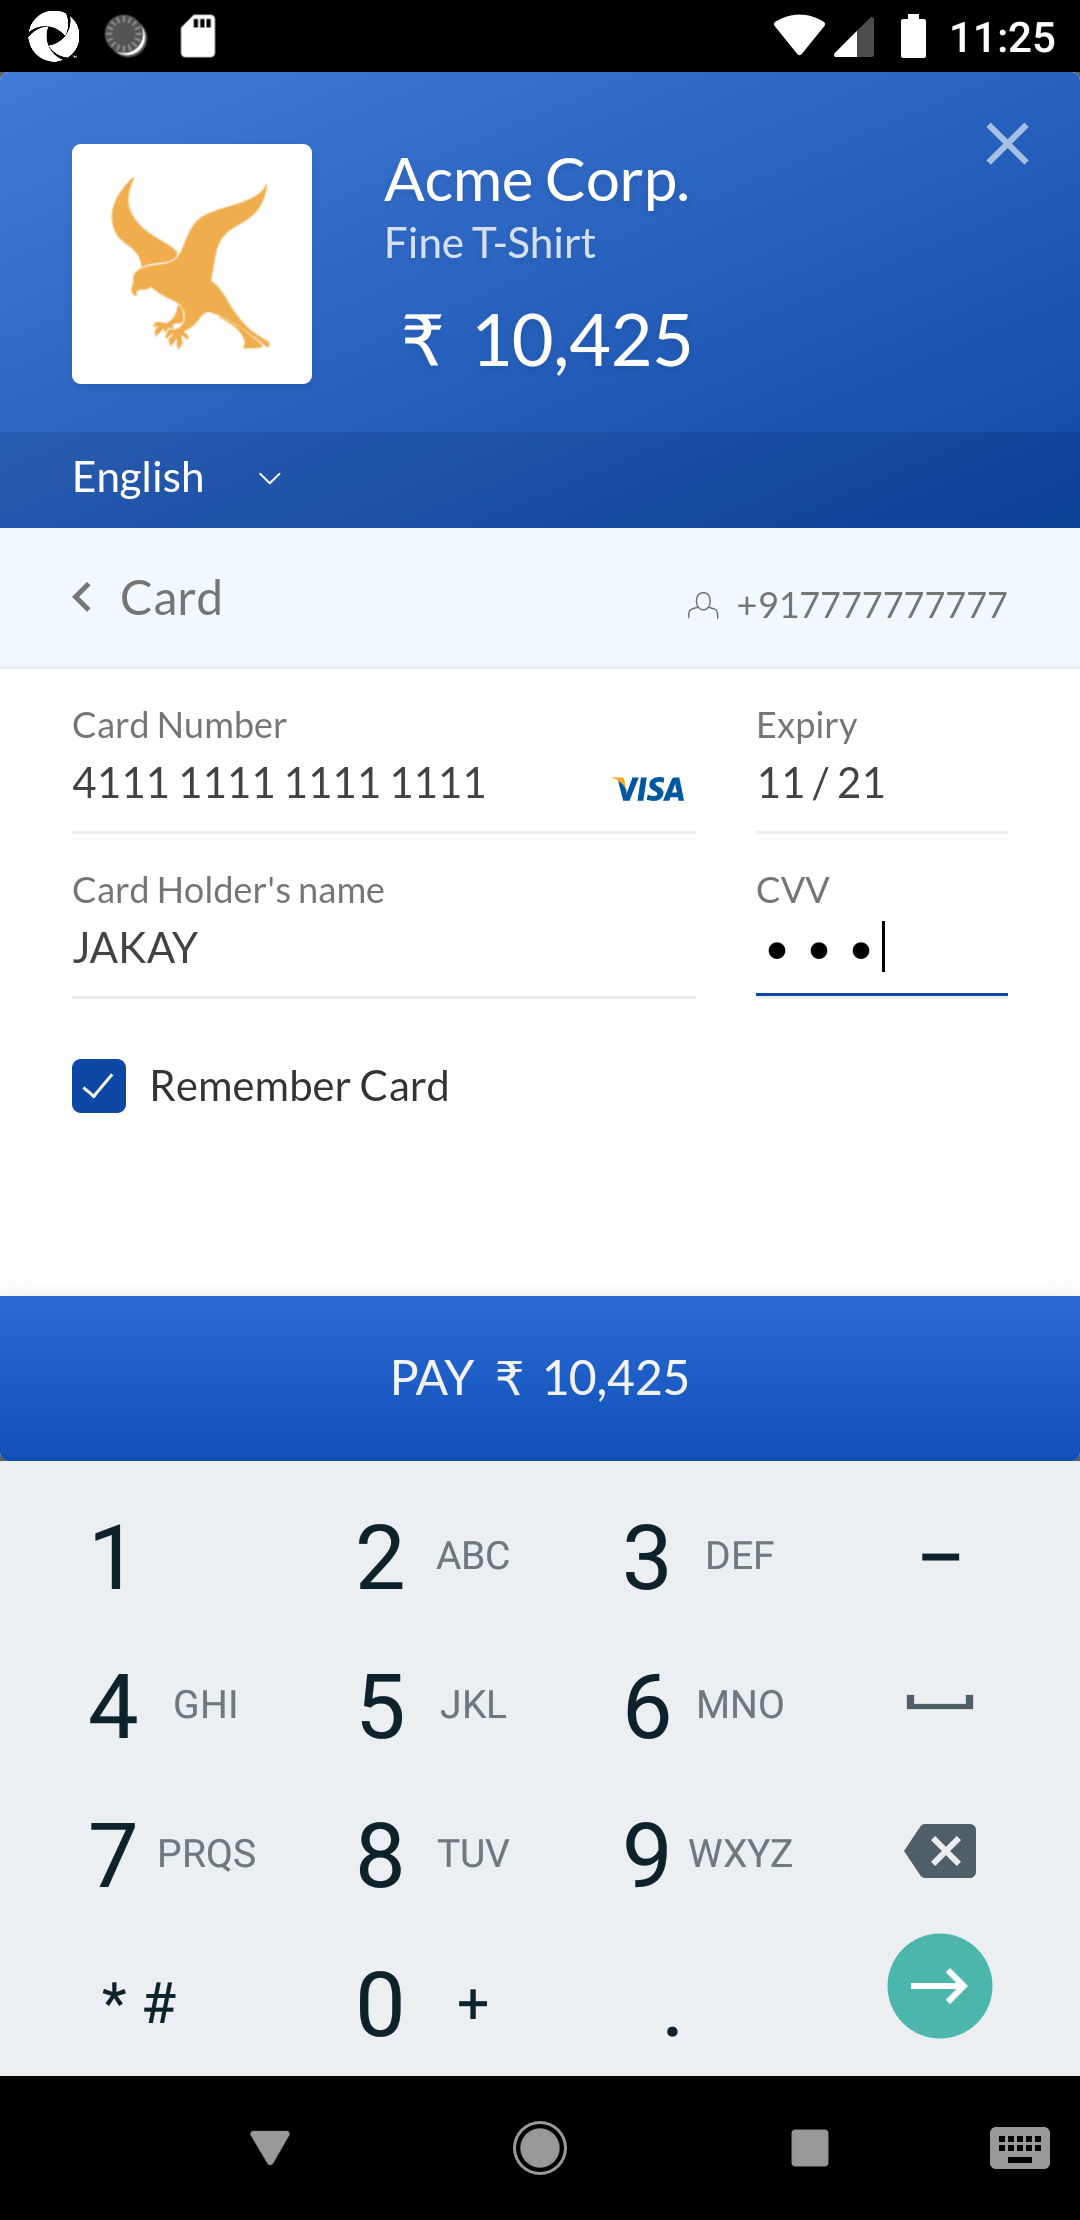 11:25
Acme Corp.
Fine T-Shirt
₹ 10,425
English
Card
+917777777777
Card Number
Expiry
4111 1111 1111 1111
VISA
11 / 21
Card Holder's name
CVV
JAKAY
•••
Remember Card
PAY ₹ 10,425
1 2 ABC 3 DEF –
4 GHI 5 JKL 6 MNO
7 PRQS 8 TUV 9 WXYZ
* # 0 + .